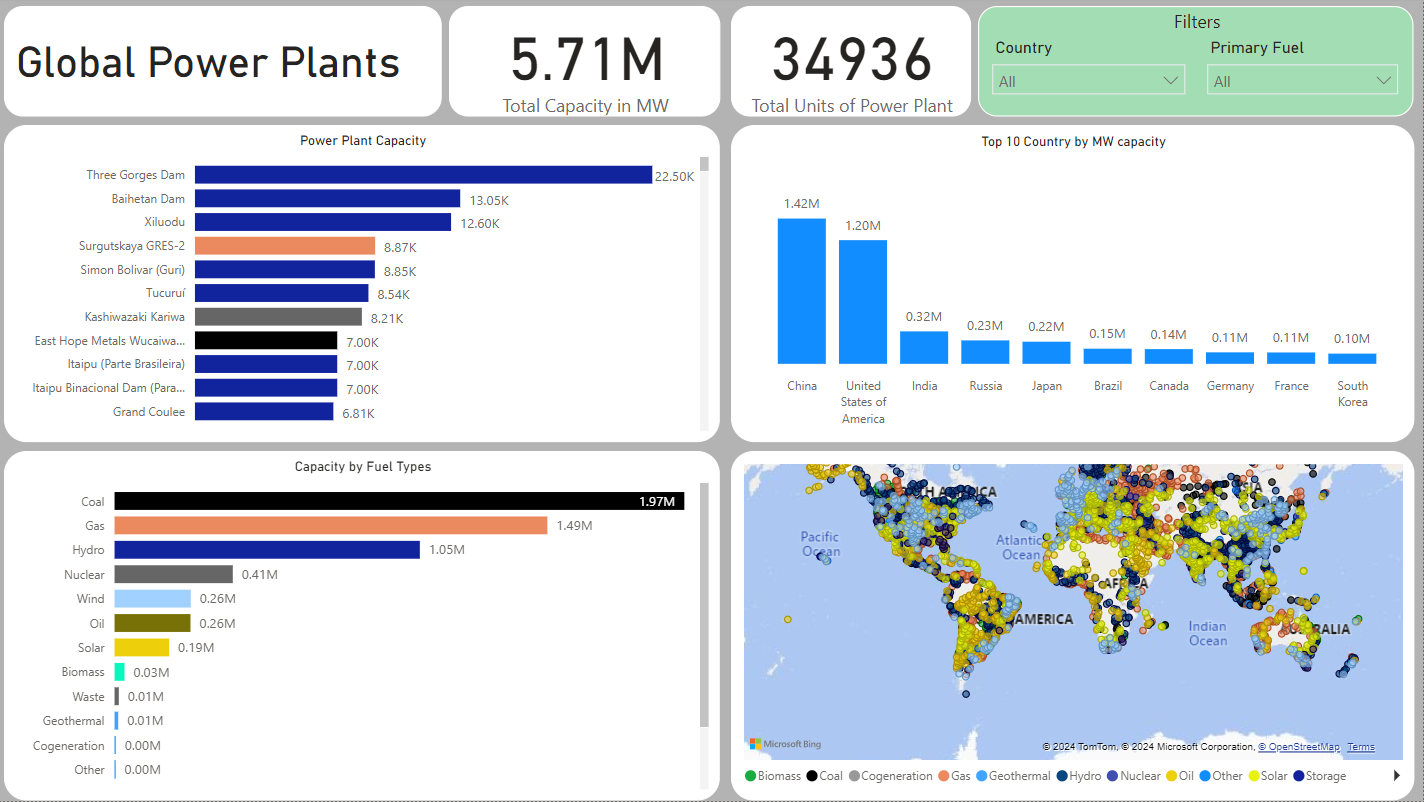 Global Power Plants
5.71M
Total Capacity in MW
34936
Total Units of Power Plant
Filters
Country
Primary Fuel
All
All
Power Plant Capacity
Three Gorges Dam
22.50K
Baihetan Dam
13.05K
Xiluodu
12.60K
Surgutskaya GRES-2
8.87K
Simon Bolivar (Guri)
8.85K
Tucuruí
8.54K
Kashiwazaki Kariwa
8.21K
East Hope Metals Wucaiwa...
7.00K
Itaipu (Parte Brasileira)
7.00K
Itaipu Binacional Dam (Para...
7.00K
Grand Coulee
6.81K
Top 10 Country by MW capacity
1.42M
1.20M
0.32M
0.23M
0.22M
0.15M
0.14M
0.11M
0.11M
0.10M
China
United
States of
America
India
Russia
Japan
Brazil
Canada
Germany
France
South
Korea
Capacity by Fuel Types
Coal
1.97M
Gas
1.49M
Hydro
1.05M
Nuclear
0.41M
Wind
0.26M
Oil
0.26M
Solar
0.19M
Biomass
0.03M
Waste
0.01M
Geothermal
0.01M
Cogeneration
0.00M
Other
0.00M
Pacific
Ocean
Atlantic
Ocean
AFRICA
AMERICA
Indian
Ocean
Microsoft Bing
© 2024 TomTom, © 2024 Microsoft Corporation, © OpenStreetMap Terms
Biomass Coal Cogeneration Gas Geothermal Hydro Nuclear Oil Other Solar Storage